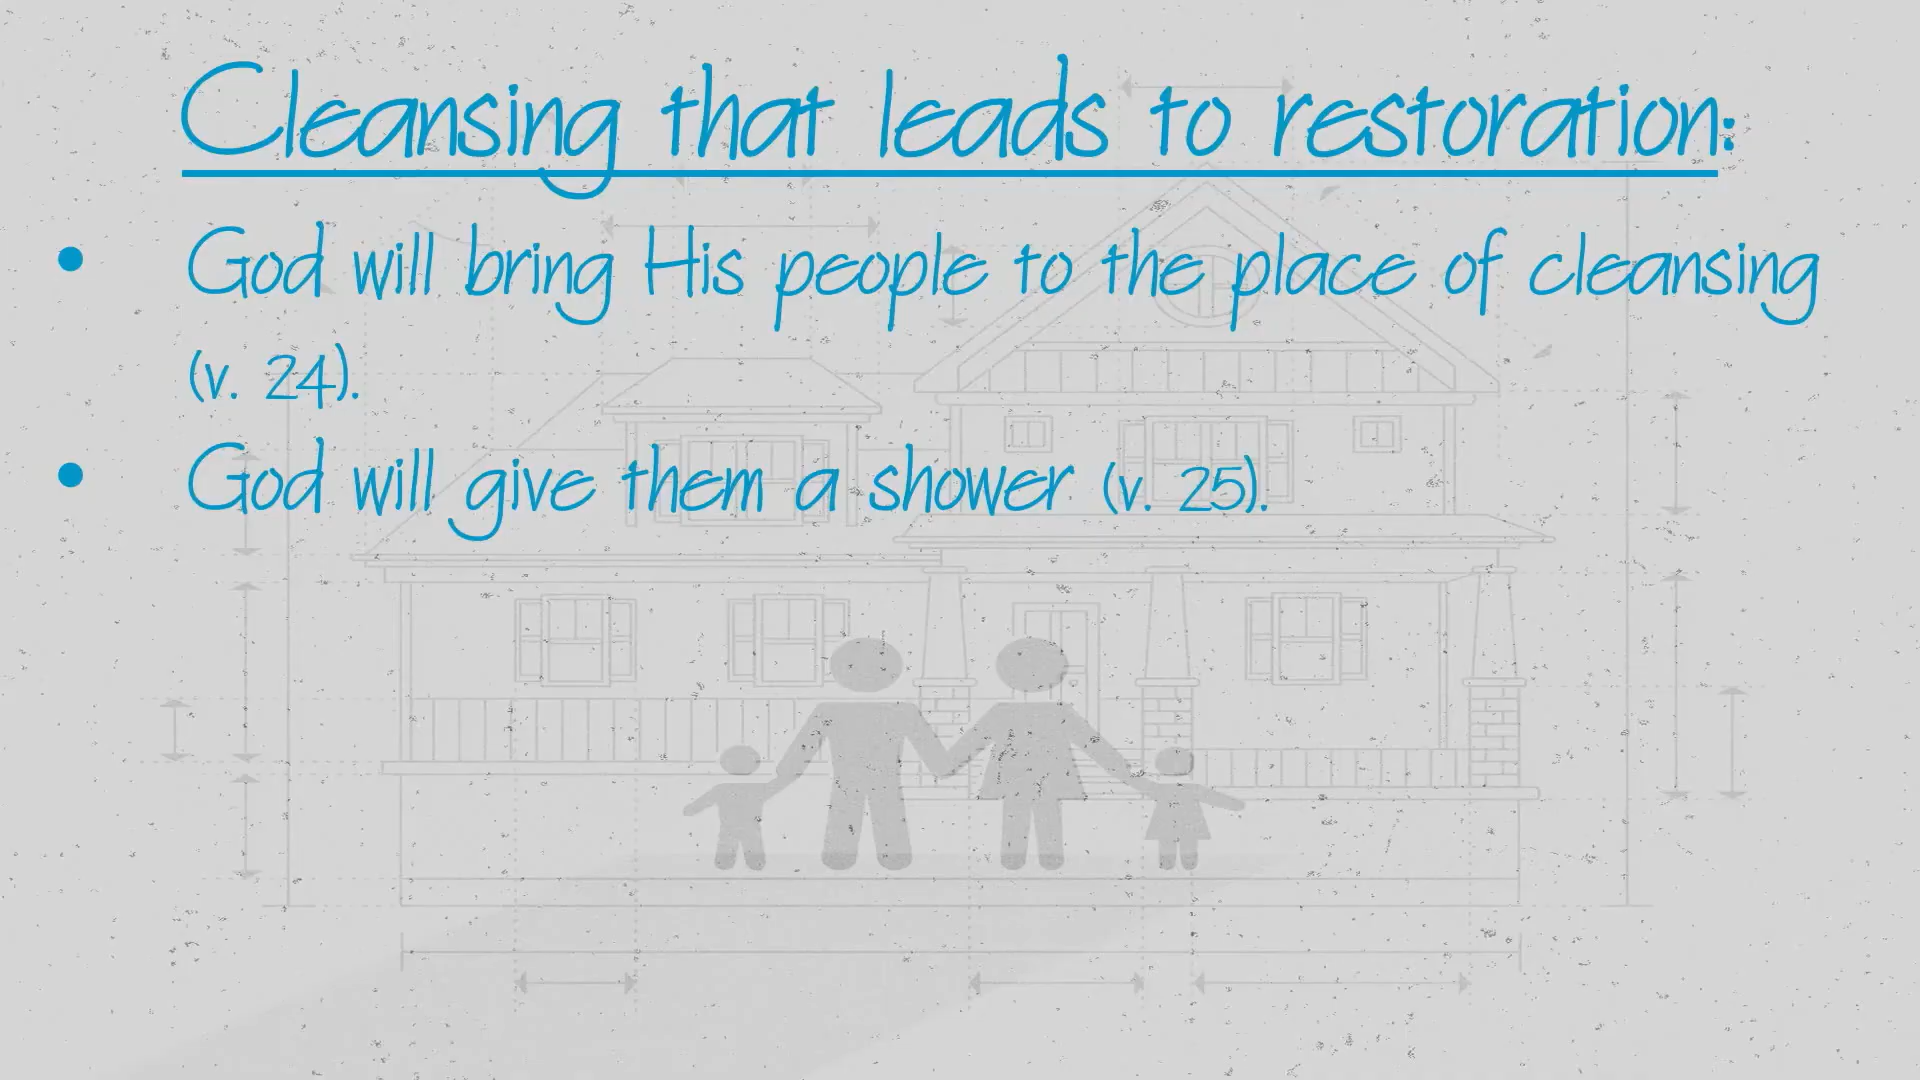 Cleansing that leads to restoration:
• God will bring His people to the place of cleansing
(v. 24).
• God will give them a shower (v. 25).